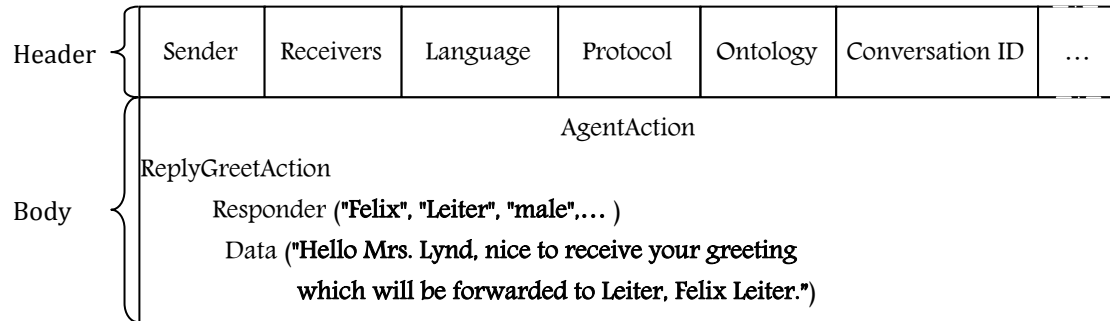 Header Sender Receivers Language Protocol Ontology Conversation ID ...
AgentAction
ReplyGreetAction
Body Responder ("Felix", "Leiter", "male",... )
Data ("Hello Mrs. Lynd, nice to receive your greeting
which will be forwarded to Leiter, Felix Leiter.")